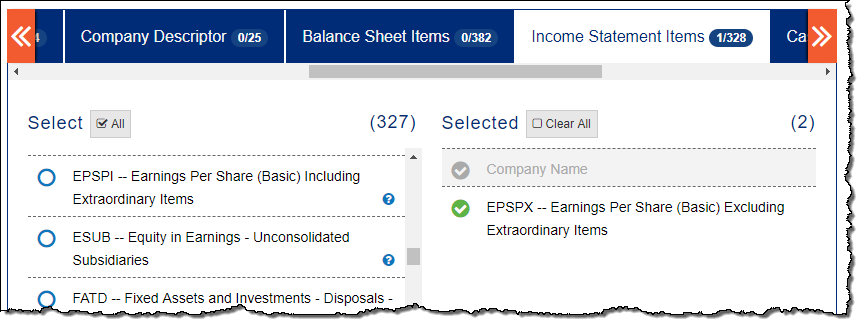 4
Company Descriptor 0/25
Balance Sheet Items 0/382
Income Statement Items 1/328
Ca
Select
All
(327)
Selected
Clear All
(2)
EPSPI -- Earnings Per Share (Basic) Including
Extraordinary Items
ESUB -- Equity in Earnings - Unconsolidated
Subsidiaries
FATD -- Fixed Assets and Investments - Disposals -
Company Name
EPSPX -- Earnings Per Share (Basic) Excluding
Extraordinary Items